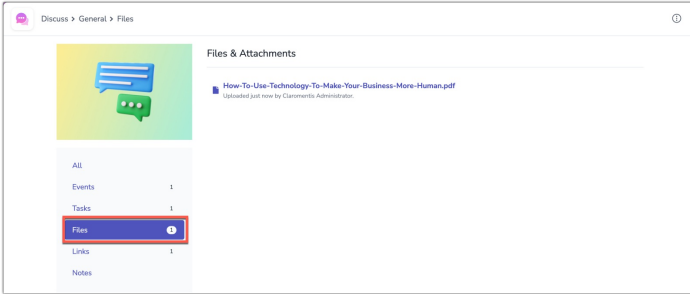 Discuss > General > Files
Files & Attachments
How-To-Use-Technology-To-Make-Your-Business-More-Human.pdf
Uploaded just now by Claromentis Administrator.
All
Events 1
Tasks 1
Files 1
Links 1
Notes